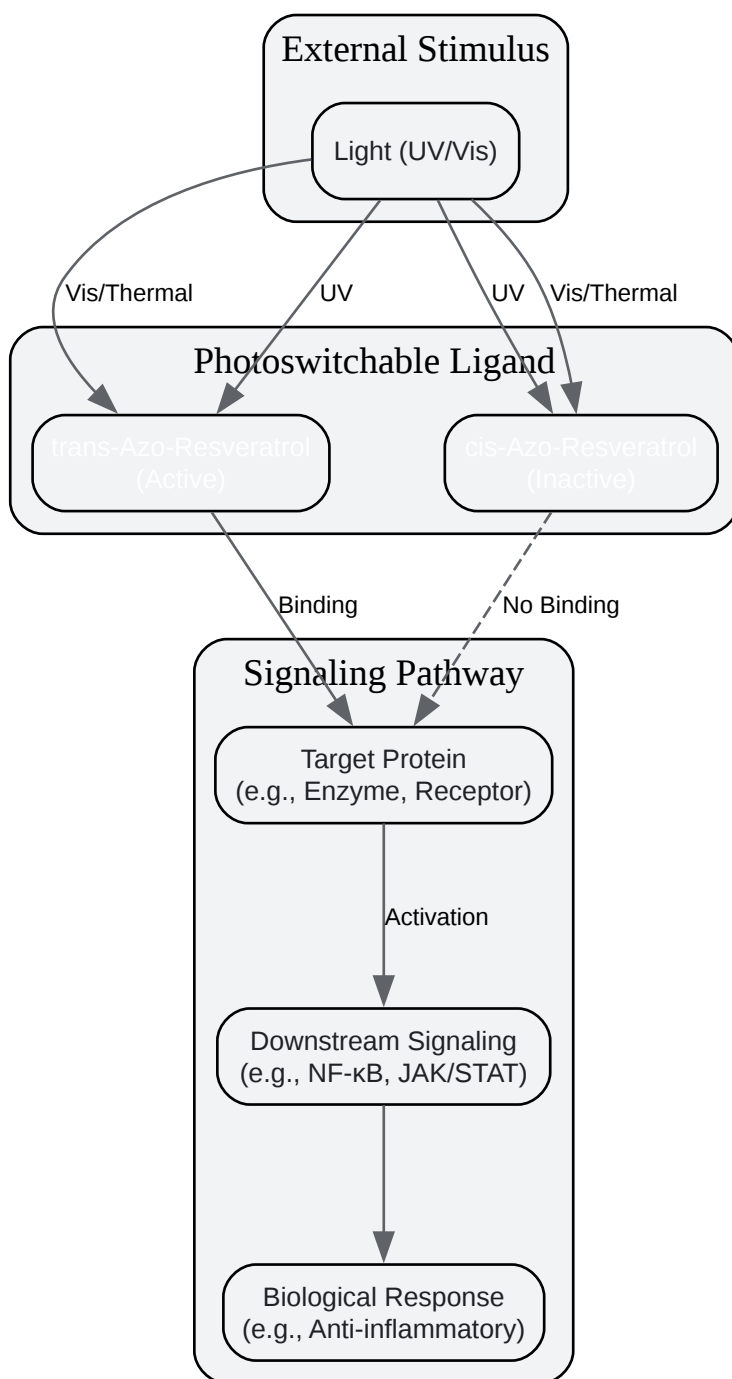 External Stimulus
Light (UV/Vis)
Vis/Thermal
UV
UV
Vis/Thermal
Photoswitchable Ligand
trans-Azo-Resveratrol
(Active)
cis-Azo-Resveratrol
(Inactive)
Binding
No Binding
Signaling Pathway
Target Protein
(e.g., Enzyme, Receptor)
Activation
Downstream Signaling
(e.g., NF-κB, JAK/STAT)
Biological Response
(e.g., Anti-inflammatory)